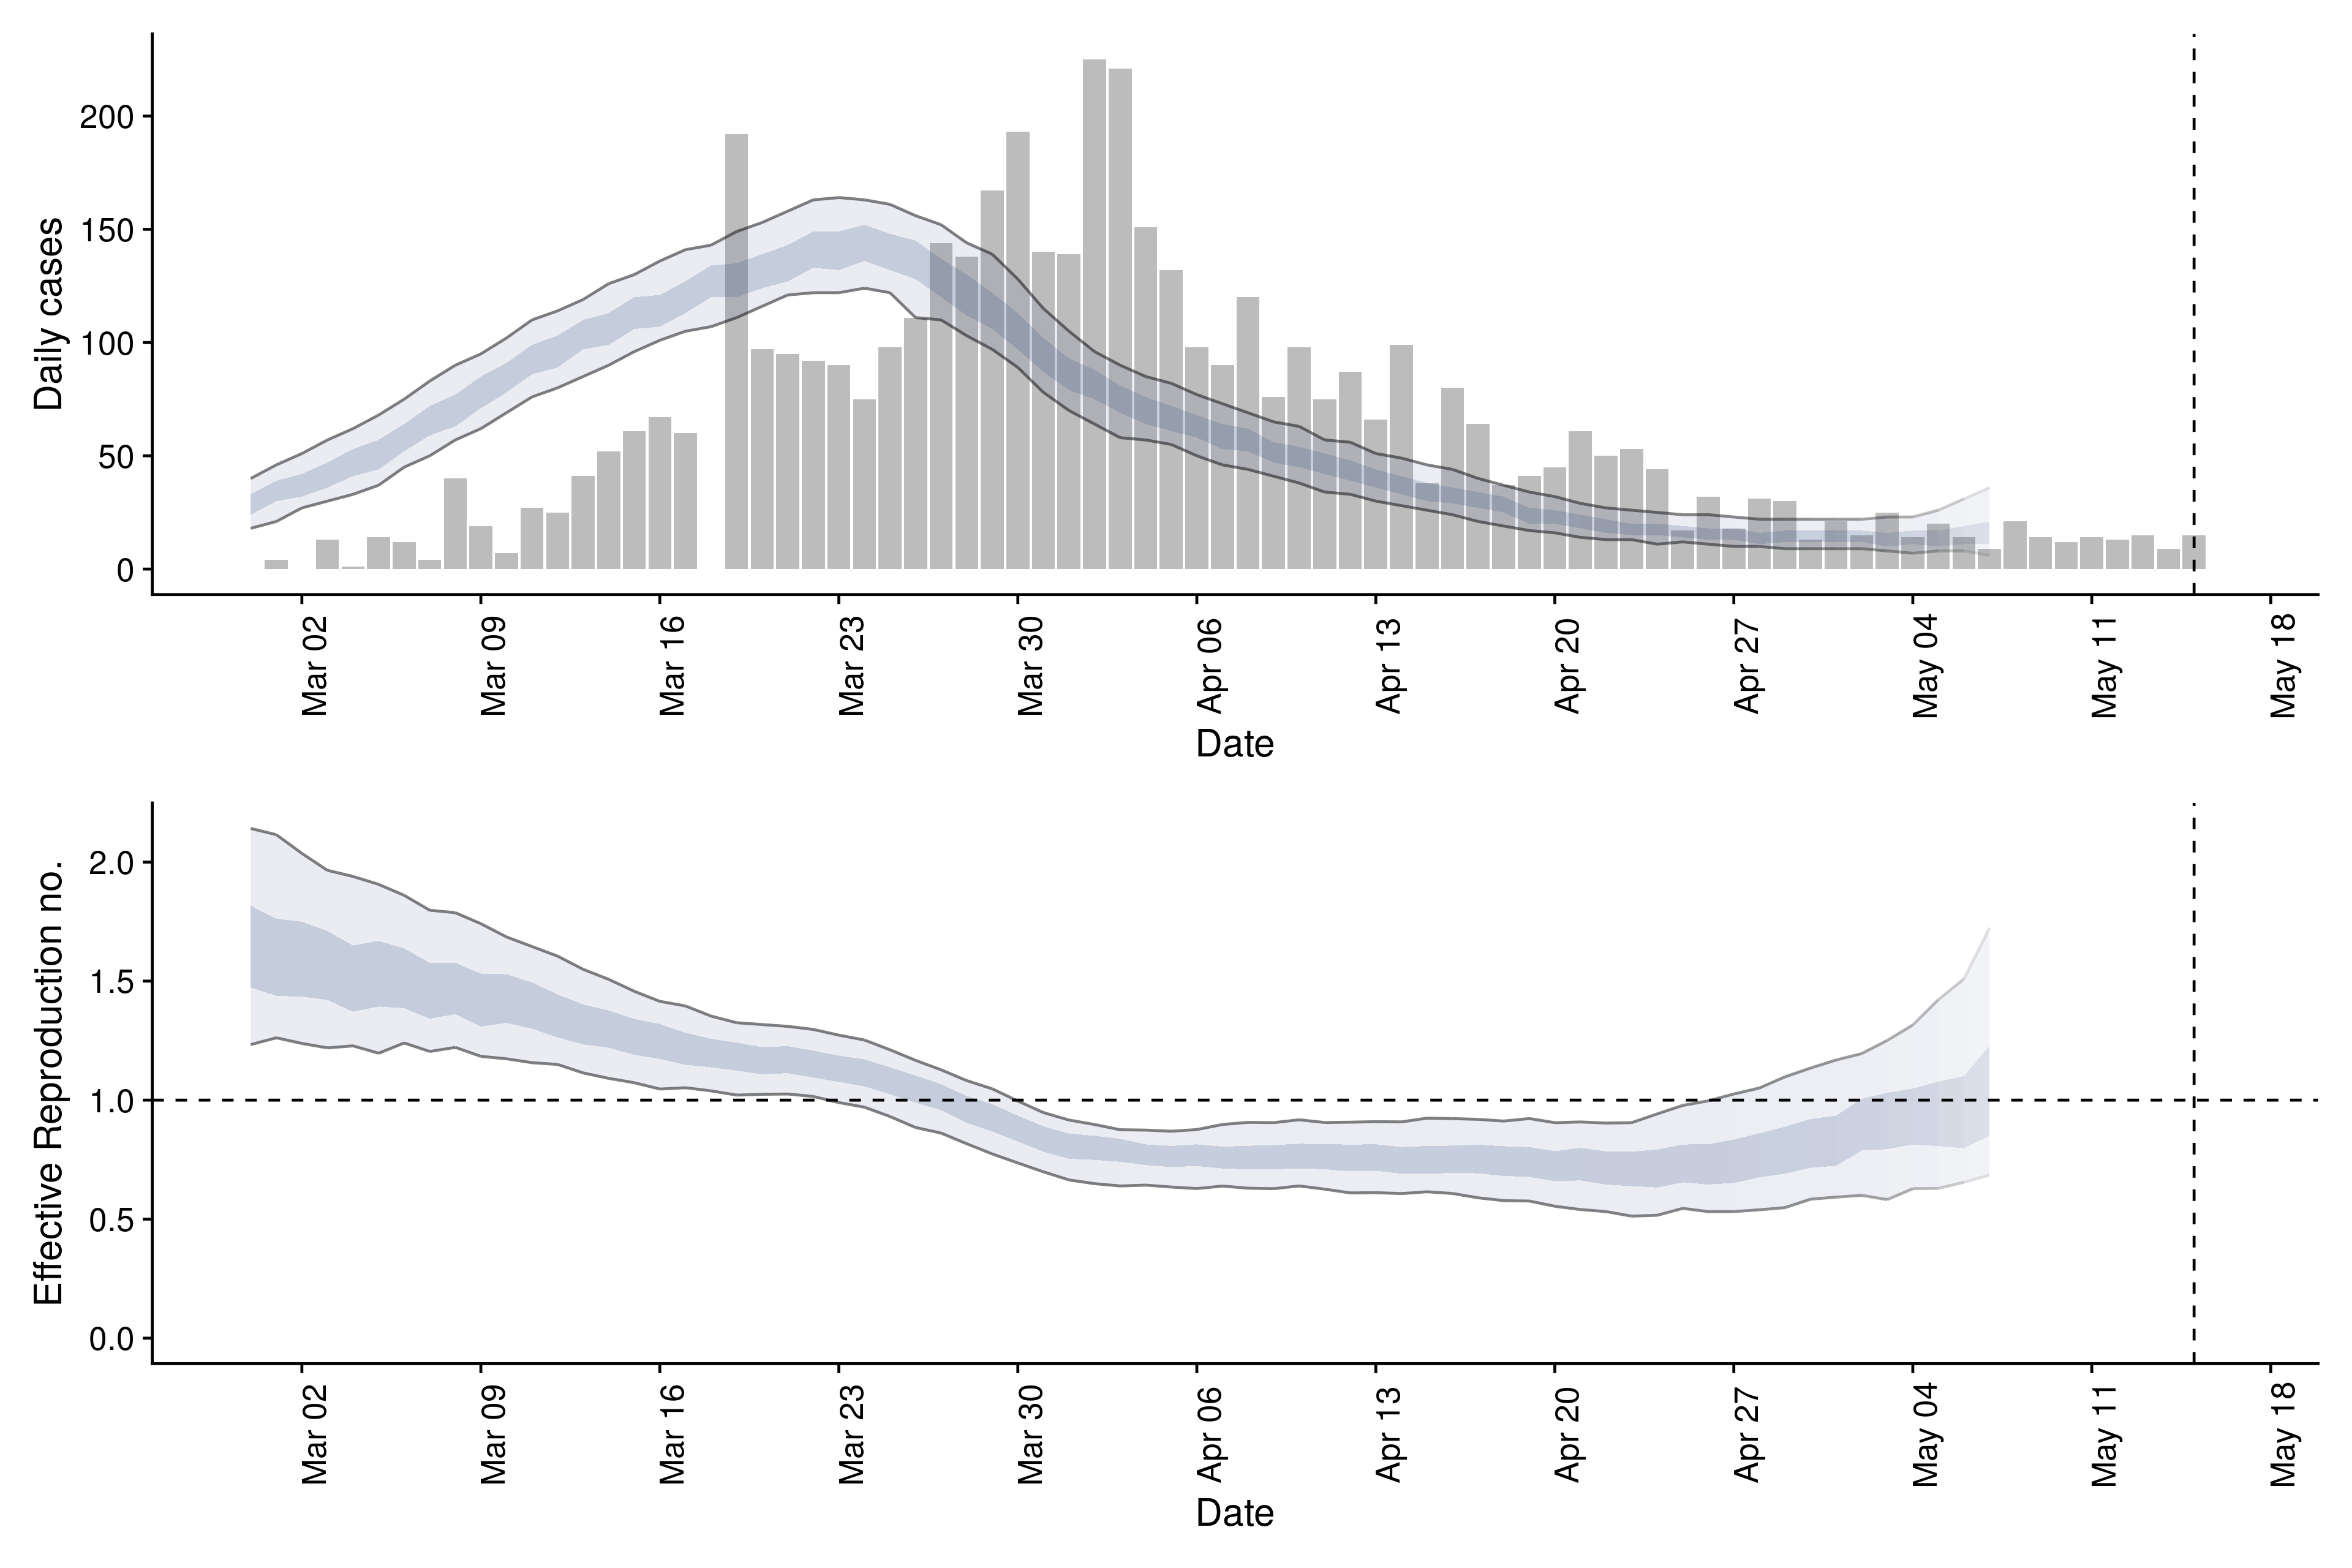 Daily cases
200
150
100
50
0
Mar 02
Mar 09
Mar 16
Mar 23
Mar 30
Apr 06
Apr 13
Apr 20
Apr 27
May 04
May 11
May 18
Date
Effective Reproduction no.
2.0
1.5
1.0
0.5
0.0
Mar 02
Mar 09
Mar 16
Mar 23
Mar 30
Apr 06
Apr 13
Apr 20
Apr 27
May 04
May 11
May 18
Date